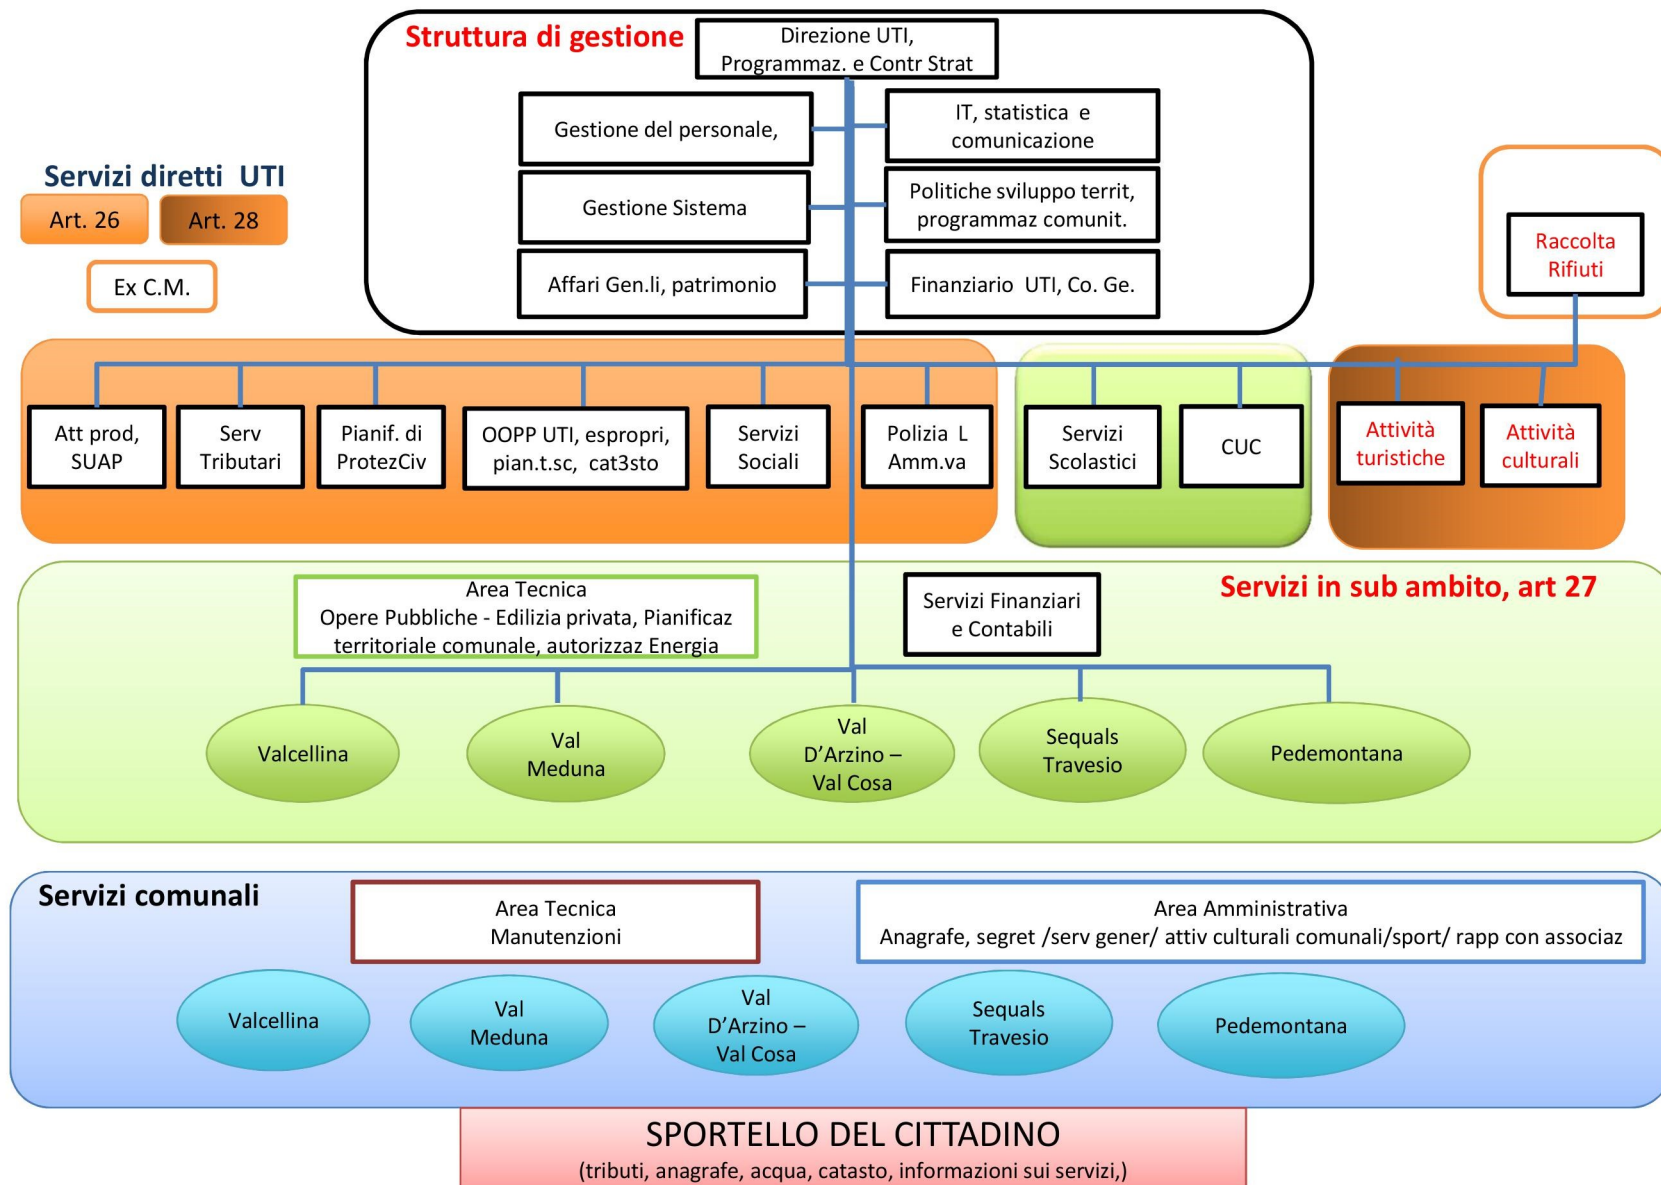 Struttura di gestione
Direzione UTI,
Programmaz. e Contr Strat
Gestione del personale,
IT, statistica e
comunicazione
Gestione Sistema
Politiche sviluppo territ,
programmaz comunit.
Affari Gen.li, patrimonio
Finanziario UTI, Co. Ge.
Servizi diretti UTI
Art. 26
Art. 28
Ex C.M.
Raccolta
Rifiuti
Att prod,
SUAP
Serv
Tributari
Pianif. di
ProtezCiv
OOPP UTI, espropri,
pian.t.sc, cat3sto
Servizi
Sociali
Polizia L
Amm.va
Servizi
Scolastici
CUC
Attività
turistiche
Attività
culturali
Servizi in sub ambito, art 27
Area Tecnica
Opere Pubbliche - Edilizia privata, Pianificaz
territoriale comunale, autorizzaz Energia
Servizi Finanziari
e Contabili
Valcellina
Val
Meduna
Val
D'Arzino –
Val Cosa
Sequals
Travesio
Pedemontana
Servizi comunali
Area Tecnica
Manutenzioni
Area Amministrativa
Anagrafe, segret /serv gener/ attiv culturali comunali/sport/ rapp con associaz
Valcellina
Val
Meduna
Val
D'Arzino –
Val Cosa
Sequals
Travesio
Pedemontana
SPORTELLO DEL CITTADINO
(tributi, anagrafe, acqua, catasto, informazioni sui servizi,)